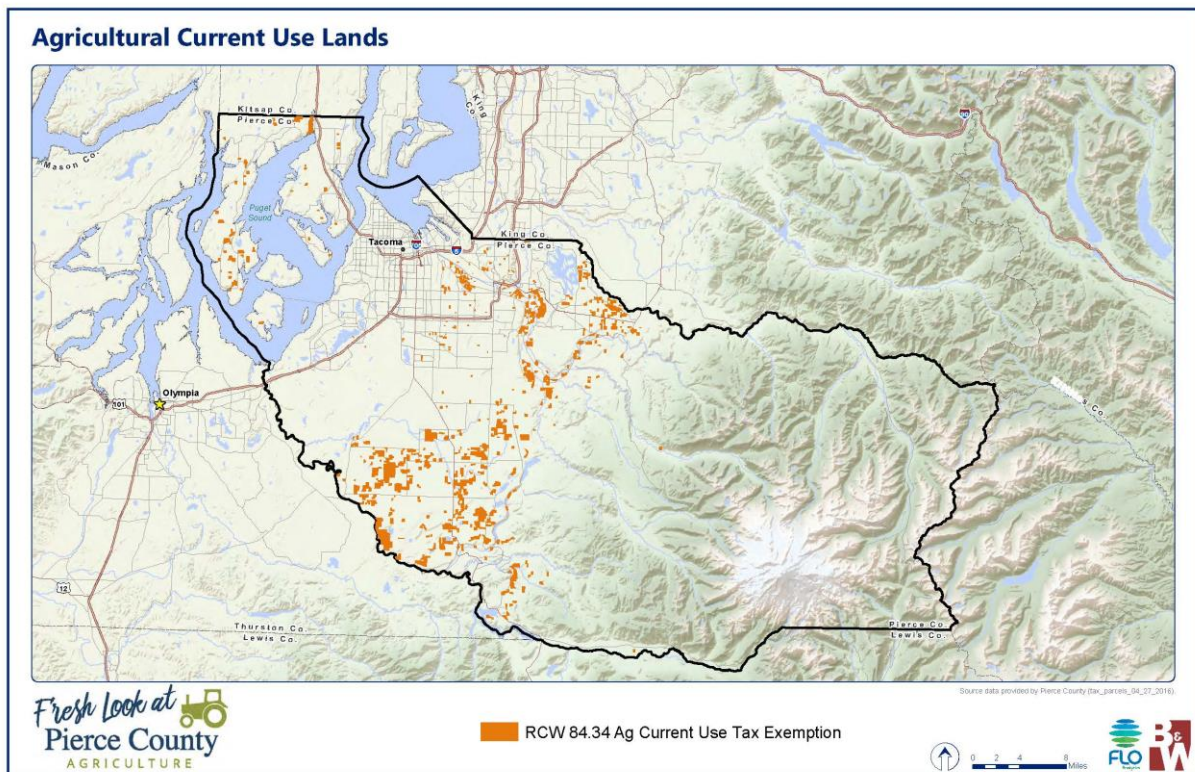 Agricultural Current Use Lands
Kitsap Co.
Pierce Co.
King
Co.
Mason Co.
Puget
Sound
Tacoma
King Co.
Pierce Co.
Olympia
101
12
Thurston Co.
Lewis Co.
Pierce Co.
Lewis Co.
Source data provided by Pierce County (tax_parcels_04_27_2016)
Fresh Look at
Pierce County
AGRICULTURE
RCW 84.34 Ag Current Use Tax Exemption
0 2 4 8
Miles
FLO
B&W